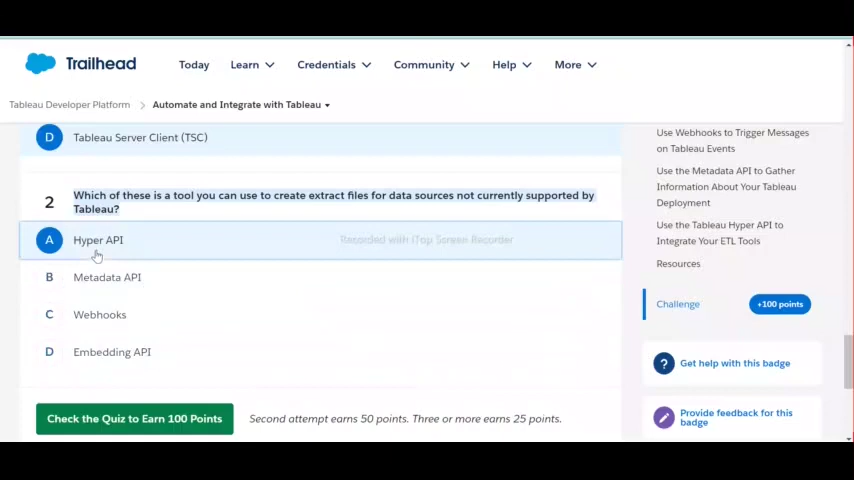 Trailhead
Today
Learn
Credentials
Community
Help
More
Tableau Developer Platform
Automate and Integrate with Tableau
D
Tableau Server Client (TSC)
2
Which of these is a tool you can use to create extract files for data sources not currently supported by
Tableau?
A
Hyper API
Recorded with iTop Screen Recorder
B
Metadata API
C
Webhooks
D
Embedding API
Check the Quiz to Earn 100 Points
Second attempt earns 50 points. Three or more earns 25 points.
Use Webhooks to Trigger Messages
on Tableau Events
Use the Metadata API to Gather
Information About Your Tableau
Deployment
Use the Tableau Hyper API to
Integrate Your ETL Tools
Resources
Challenge
+100 points
?
Get help with this badge
Provide feedback for this
badge